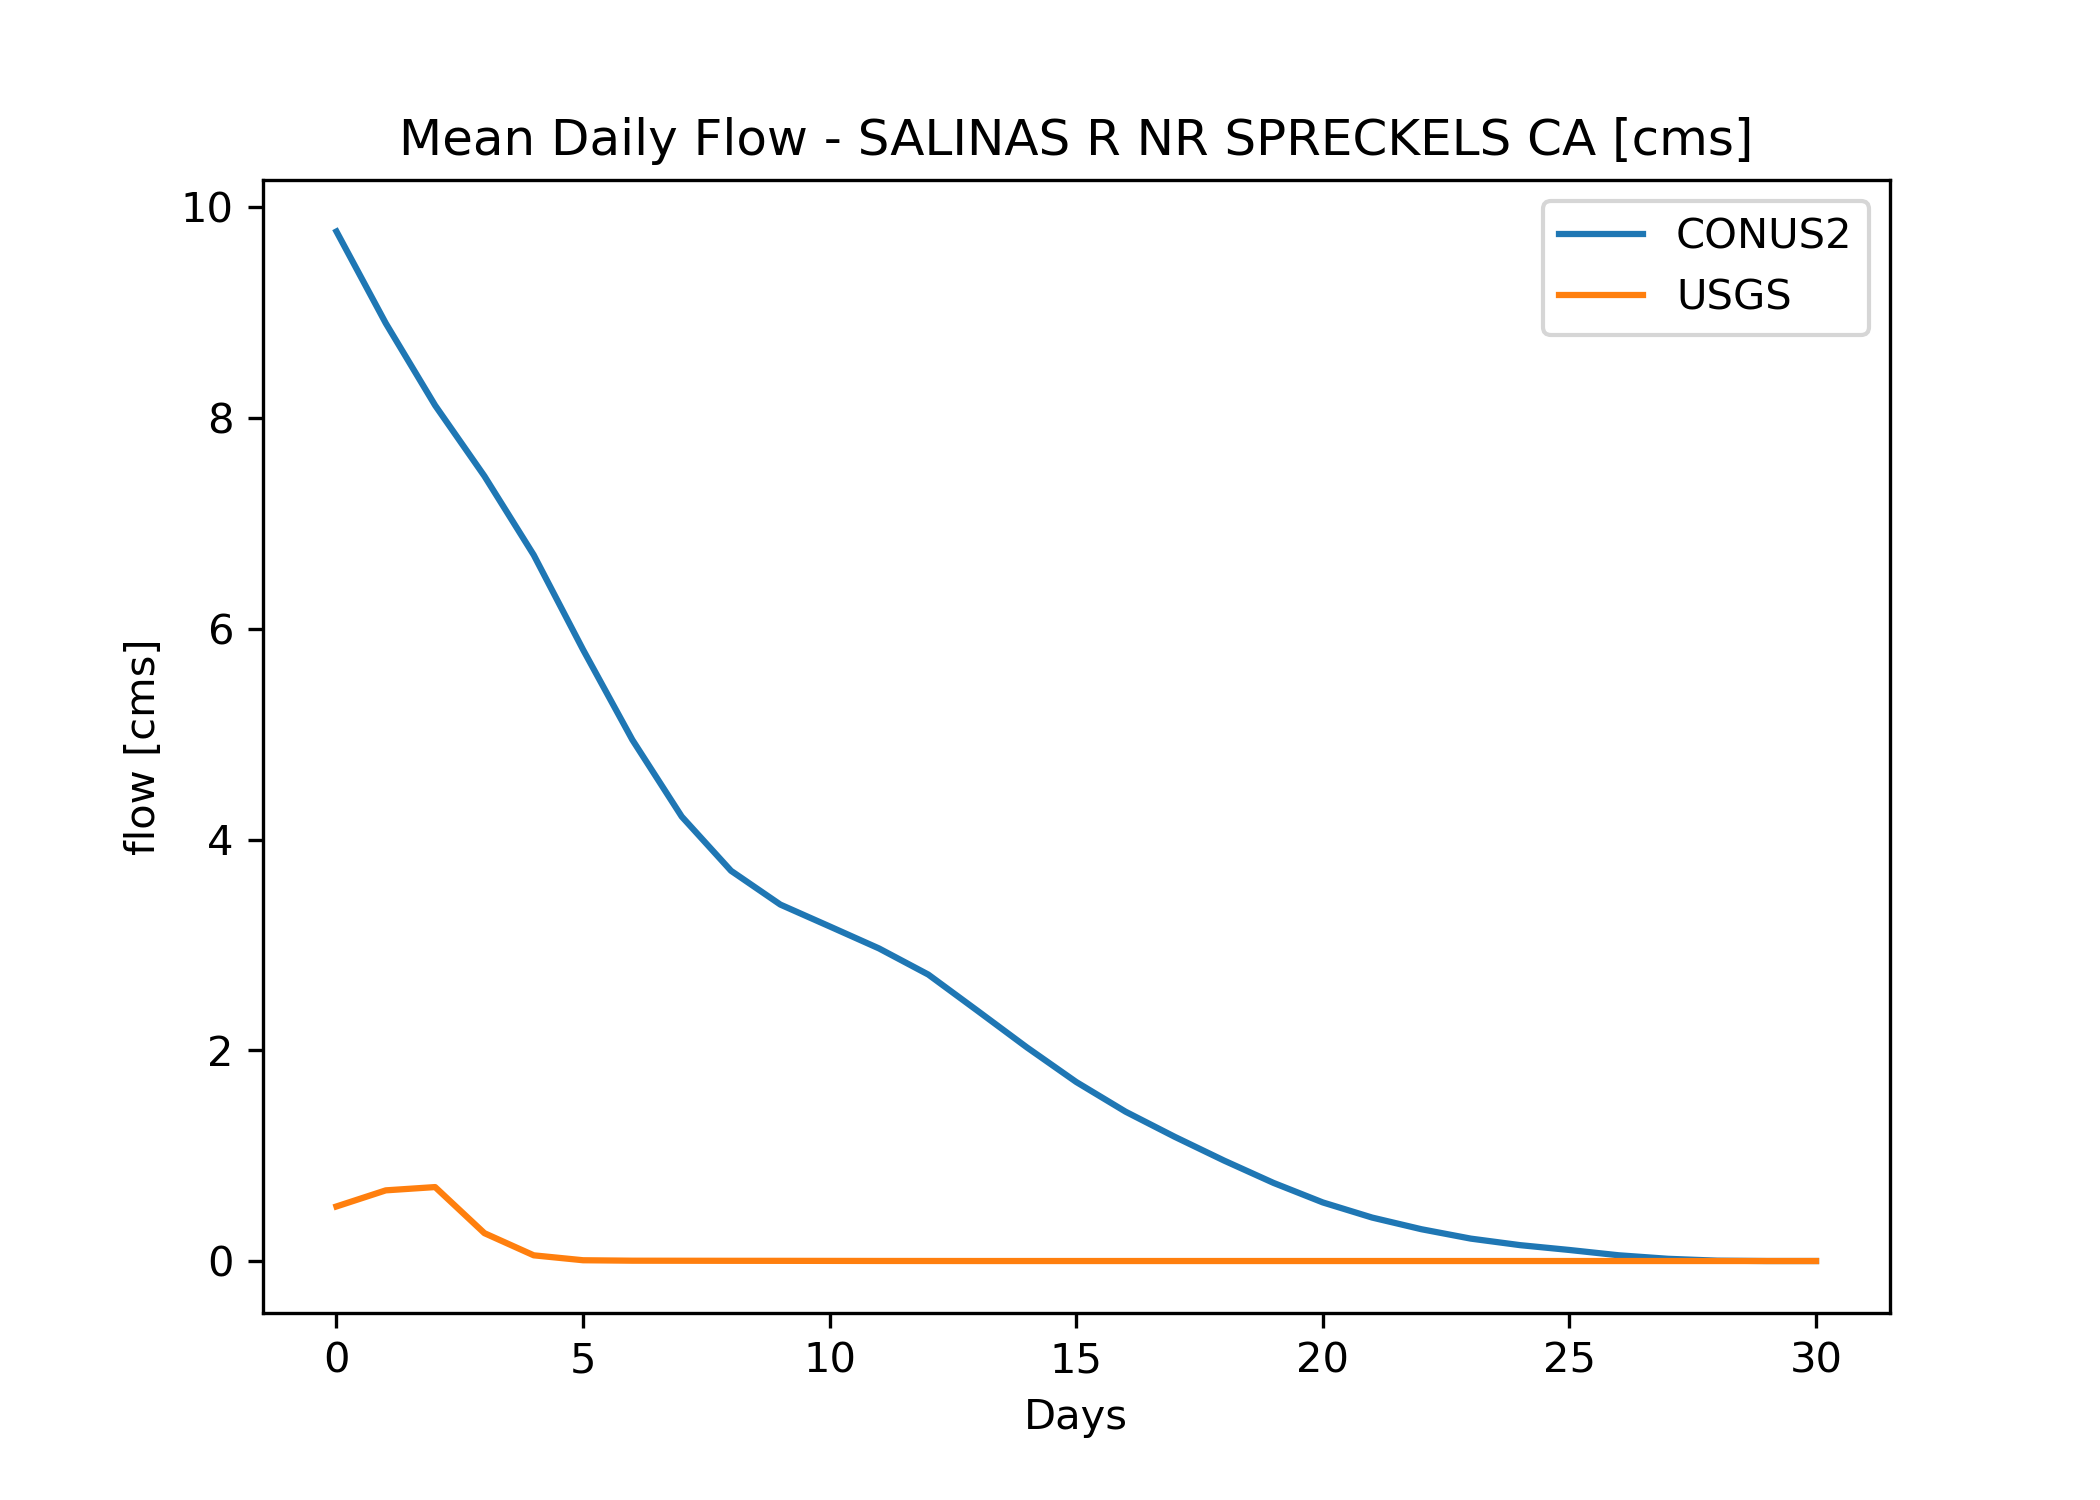 Mean Daily Flow - SALINAS R NR SPRECKELS CA [cms]
CONUS2
USGS
10
8
6
4
2
0
flow [cms]
0 5 10 15 20 25 30
Days